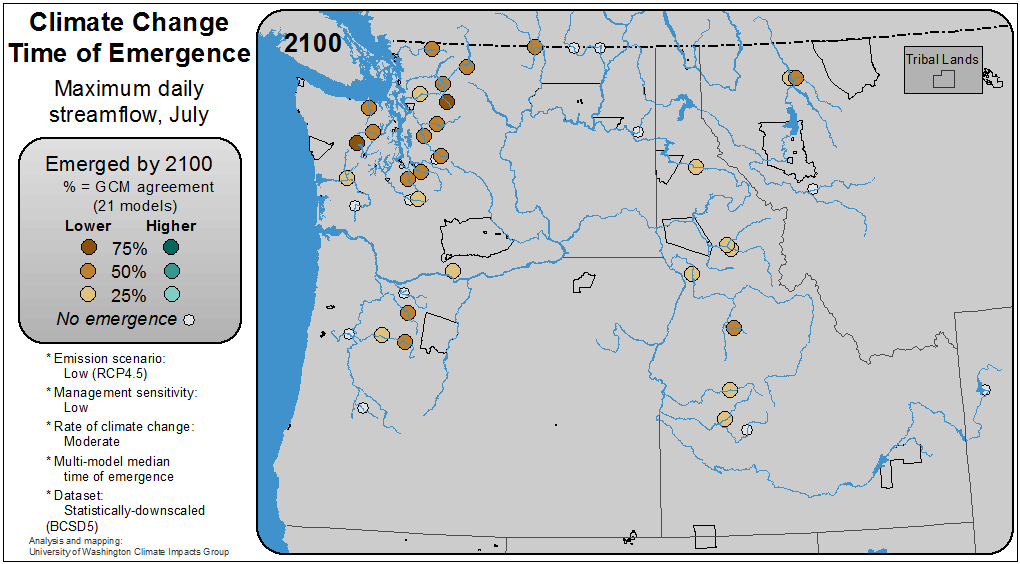 Climate Change
Time of Emergence
Maximum daily
streamflow, July
Emerged by 2100
% = GCM agreement
(21 models)
Lower Higher
75%
50%
25%
No emergence
* Emission scenario:
Low (RCP4.5)
* Management sensitivity:
Low
* Rate of climate change:
Moderate
* Multi-model median
time of emergence
* Dataset:
Statistically-downscaled
(BCSD5)
Analysis and mapping:
University of Washington Climate Impacts Group
2100
Tribal Lands